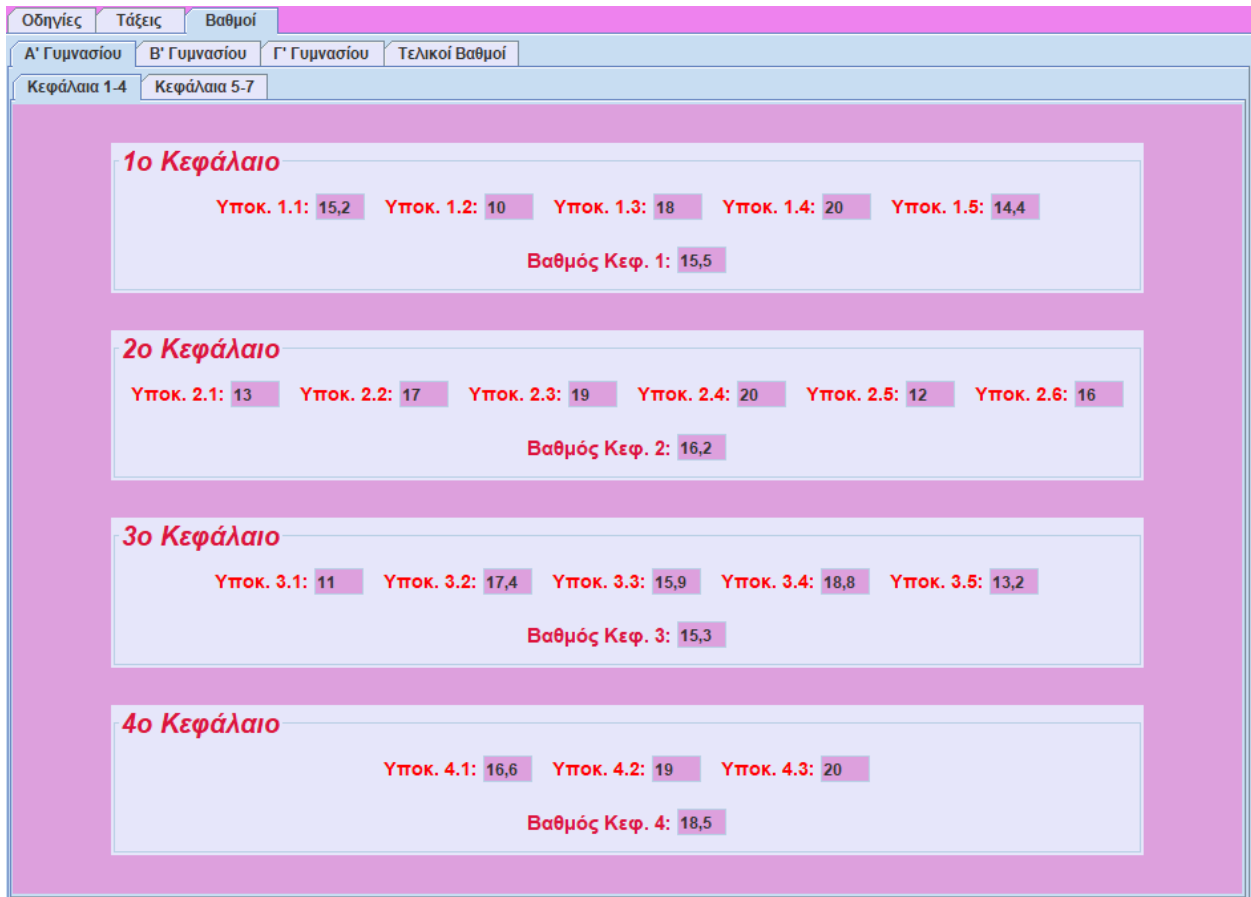 Οδηγίες Τάξεις Βαθμοί
Α' Γυμνασίου Β' Γυμνασίου Γ' Γυμνασίου Τελικοί Βαθμοί
Κεφάλαια 1-4 Κεφάλαια 5-7
1ο Κεφάλαιο
Υποκ. 1.1: 15,2 Υποκ. 1.2: 10 Υποκ. 1.3: 18 Υποκ. 1.4: 20 Υποκ. 1.5: 14,4
Βαθμός Κεφ. 1: 15,5
2ο Κεφάλαιο
Υποκ. 2.1: 13 Υποκ. 2.2: 17 Υποκ. 2.3: 19 Υποκ. 2.4: 20 Υποκ. 2.5: 12 Υποκ. 2.6: 16
Βαθμός Κεφ. 2: 16,2
3ο Κεφάλαιο
Υποκ. 3.1: 11 Υποκ. 3.2: 17,4 Υποκ. 3.3: 15,9 Υποκ. 3.4: 18,8 Υποκ. 3.5: 13,2
Βαθμός Κεφ. 3: 15,3
4ο Κεφάλαιο
Υποκ. 4.1: 16,6 Υποκ. 4.2: 19 Υποκ. 4.3: 20
Βαθμός Κεφ. 4: 18,5